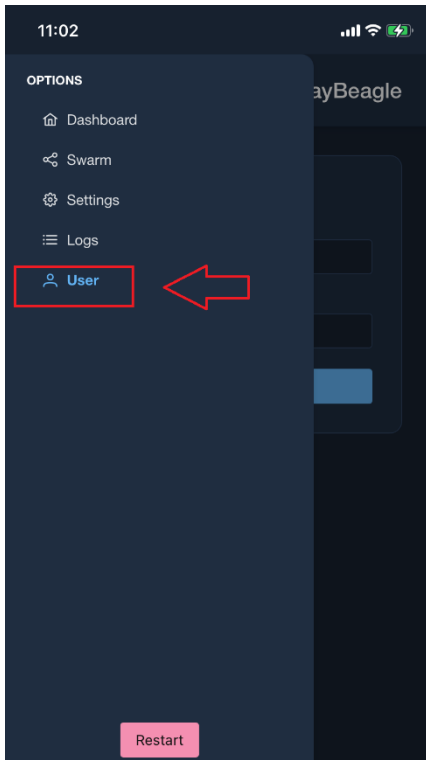 11:02
OPTIONS
ayBeagle
Dashboard
Swarm
Settings
Logs
User
Restart